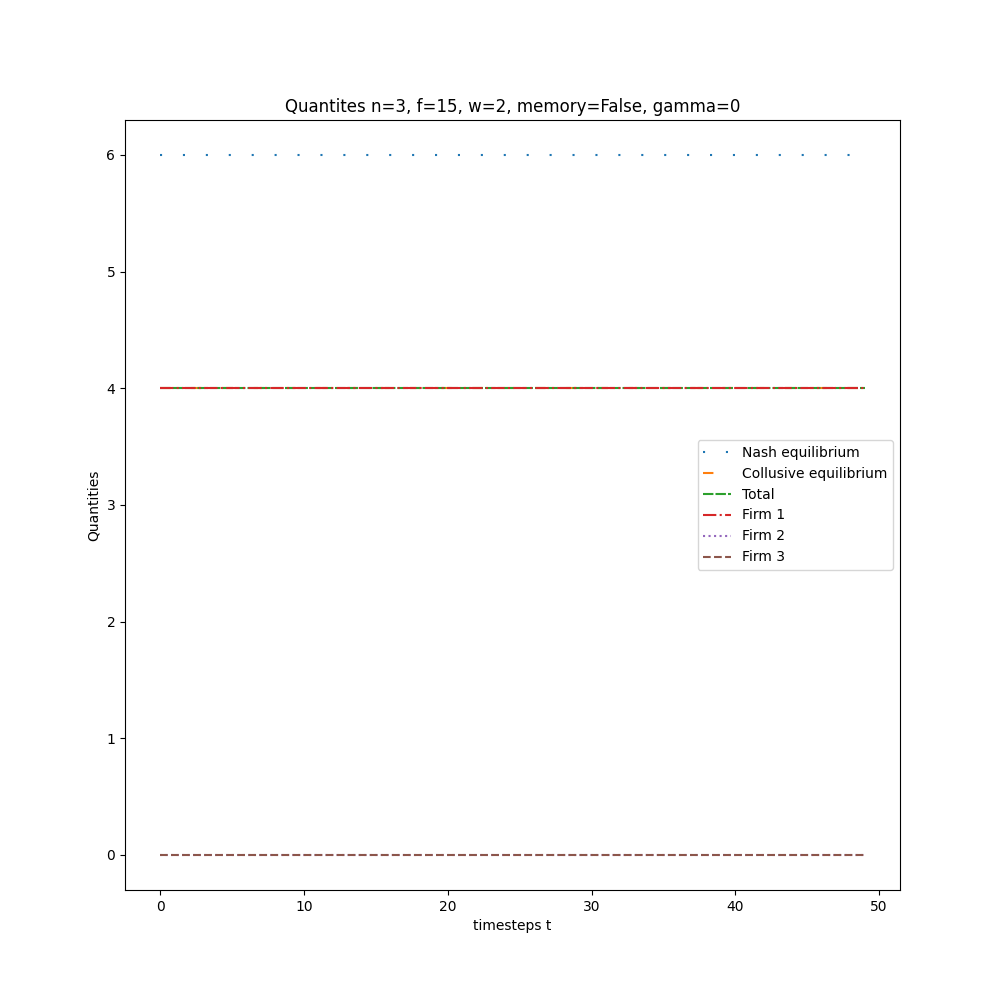 Quantites n=3, f=15, w=2, memory=False, gamma=0
6
5
4
3
2
1
0
Quantities
Nash equilibrium
Collusive equilibrium
Total
Firm 1
Firm 2
Firm 3
0 10 20 30 40 50
timesteps t